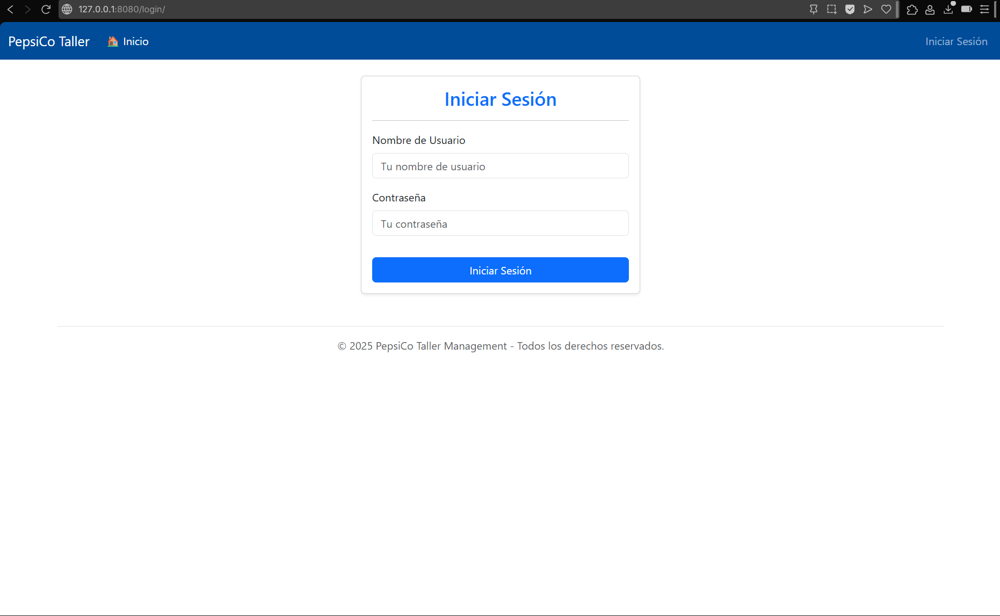 127.0.0.1:8080/login/
PepsiCo Taller
Inicio
Iniciar Sesión
Iniciar Sesión
Nombre de Usuario
Tu nombre de usuario
Contraseña
Tu contraseña
Iniciar Sesión
© 2025 PepsiCo Taller Management - Todos los derechos reservados.